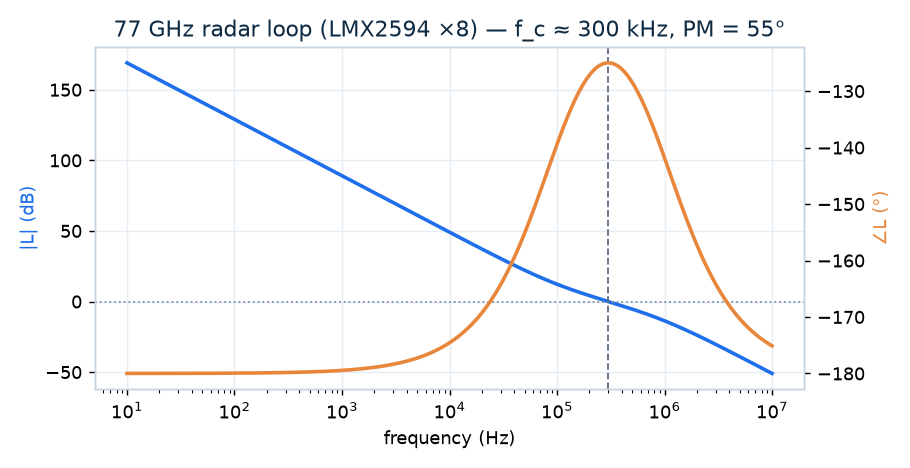 77 GHz radar loop (LMX2594 ×8) — f_c ≈ 300 kHz, PM = 55°
|L| (dB)
150
100
50
0
−50
−130
−140
−150
−160
−170
−180
∠L (°)
10¹ 10² 10³ 10⁴ 10⁵ 10⁶ 10⁷
frequency (Hz)